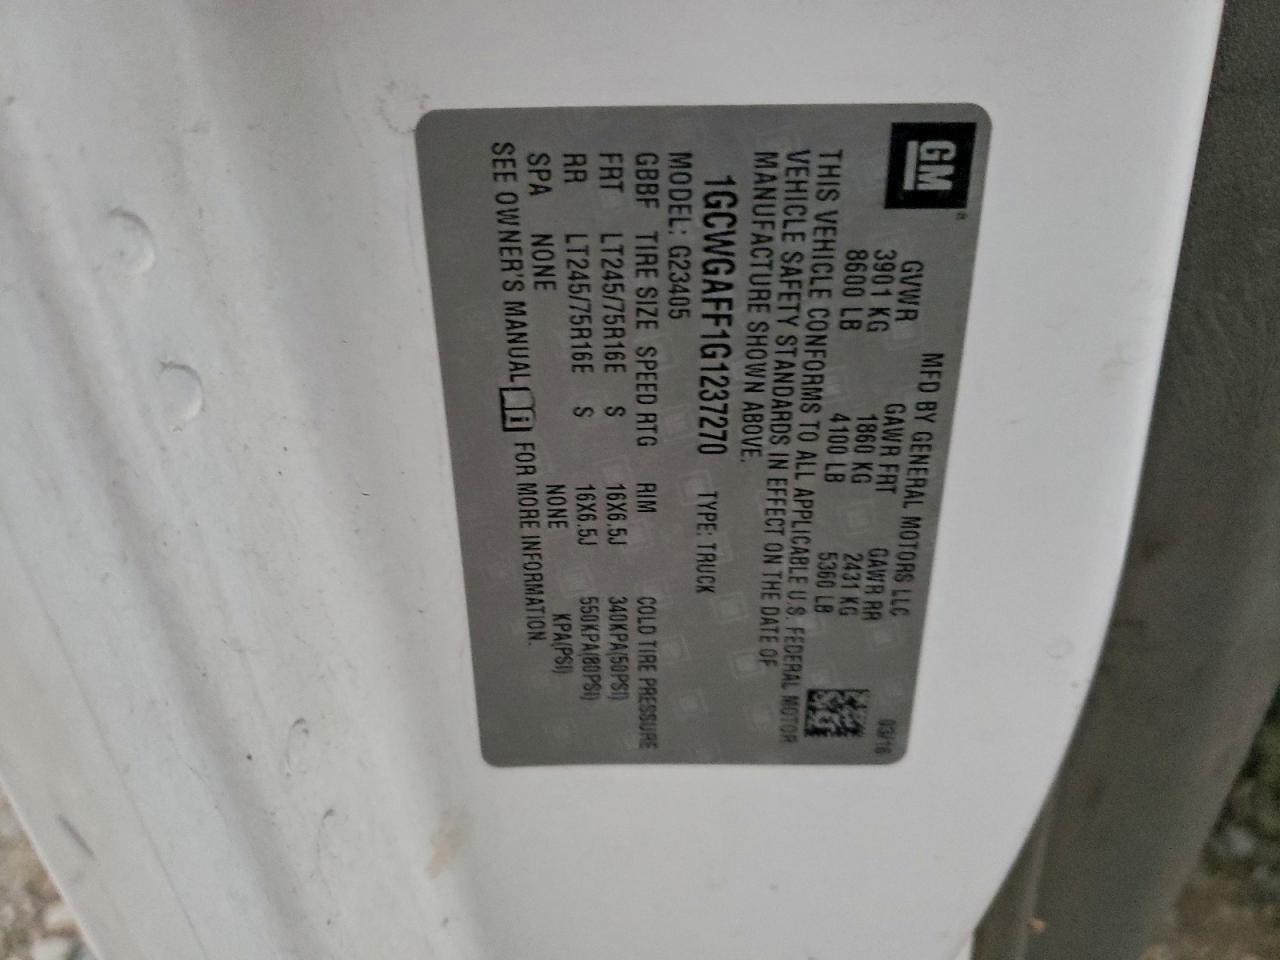 GM
MFD BY GENERAL MOTORS LLC 03/16
GVWR GAWR FRT GAWR RR
3901 KG 1860 KG 2431 KG
8600 LB 4100 LB 5360 LB
THIS VEHICLE CONFORMS TO ALL APPLICABLE U.S. FEDERAL MOTOR
VEHICLE SAFETY STANDARDS IN EFFECT ON THE DATE OF
MANUFACTURE SHOWN ABOVE.
1GCWGAFF1G1237270 TYPE: TRUCK
MODEL: G23405
GBBF TIRE SIZE SPEED RTG RIM COLD TIRE PRESSURE
FRT LT245/75R16E S 16X6.5J 340KPA(50PSI)
RR LT245/75R16E S 16X6.5J 550KPA(80PSI)
SPA NONE NONE KPA(PSI)
SEE OWNER'S MANUAL i FOR MORE INFORMATION.